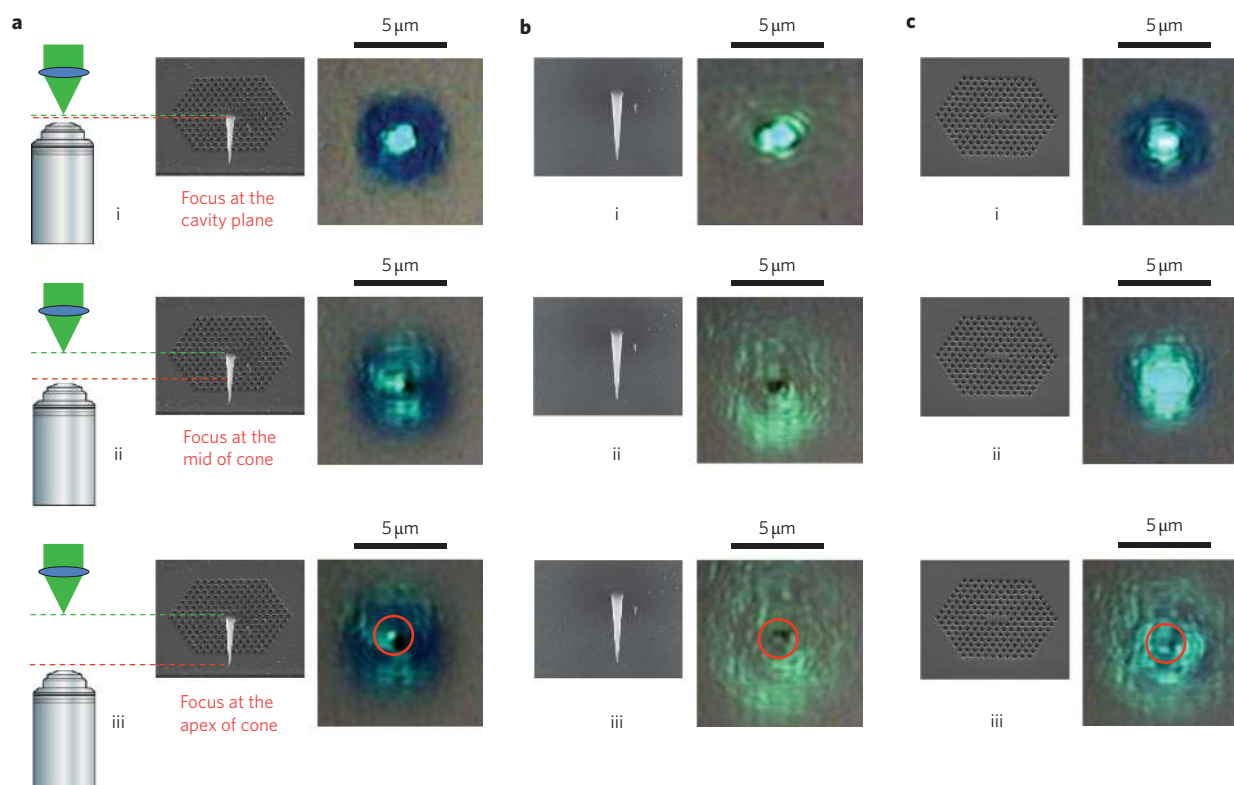 a
b
c
5 µm
5 µm
5 µm
i
Focus at the
cavity plane
i
i
5 µm
5 µm
5 µm
ii
Focus at the
mid of cone
ii
ii
5 µm
5 µm
5 µm
iii
Focus at the
apex of cone
iii
iii